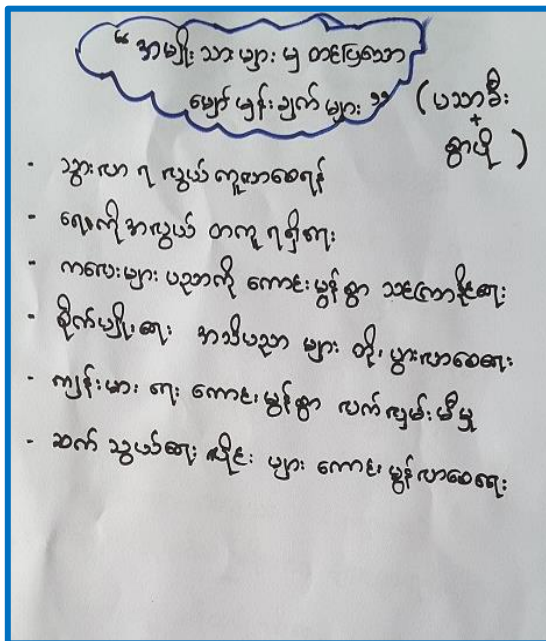 “ အမျိုးသားများ မှ တင်ပြသော
မျှော်မှန်းချက်များ ”
( ပသာခီး
+
စွာပို )
- သွားလာ ရ လွယ်ကူလာစေရန်
- ရေကို အလွယ် တကူ ရရှိရေး
- ကလေးများ ပညာကို ကောင်းမွန်စွာ သင်ကြားနိုင်ရေး
- စိုက်ပျိုးရေး အသိပညာ များ တိုးပွားလာစေရေး
- ကျန်းမာ ရေး ကောင်းမွန်စွာ လက်လှမ်းမီမှု
- ဆက်သွယ်ရေး လိုင်း များ ကောင်းမွန်လာစေရေး